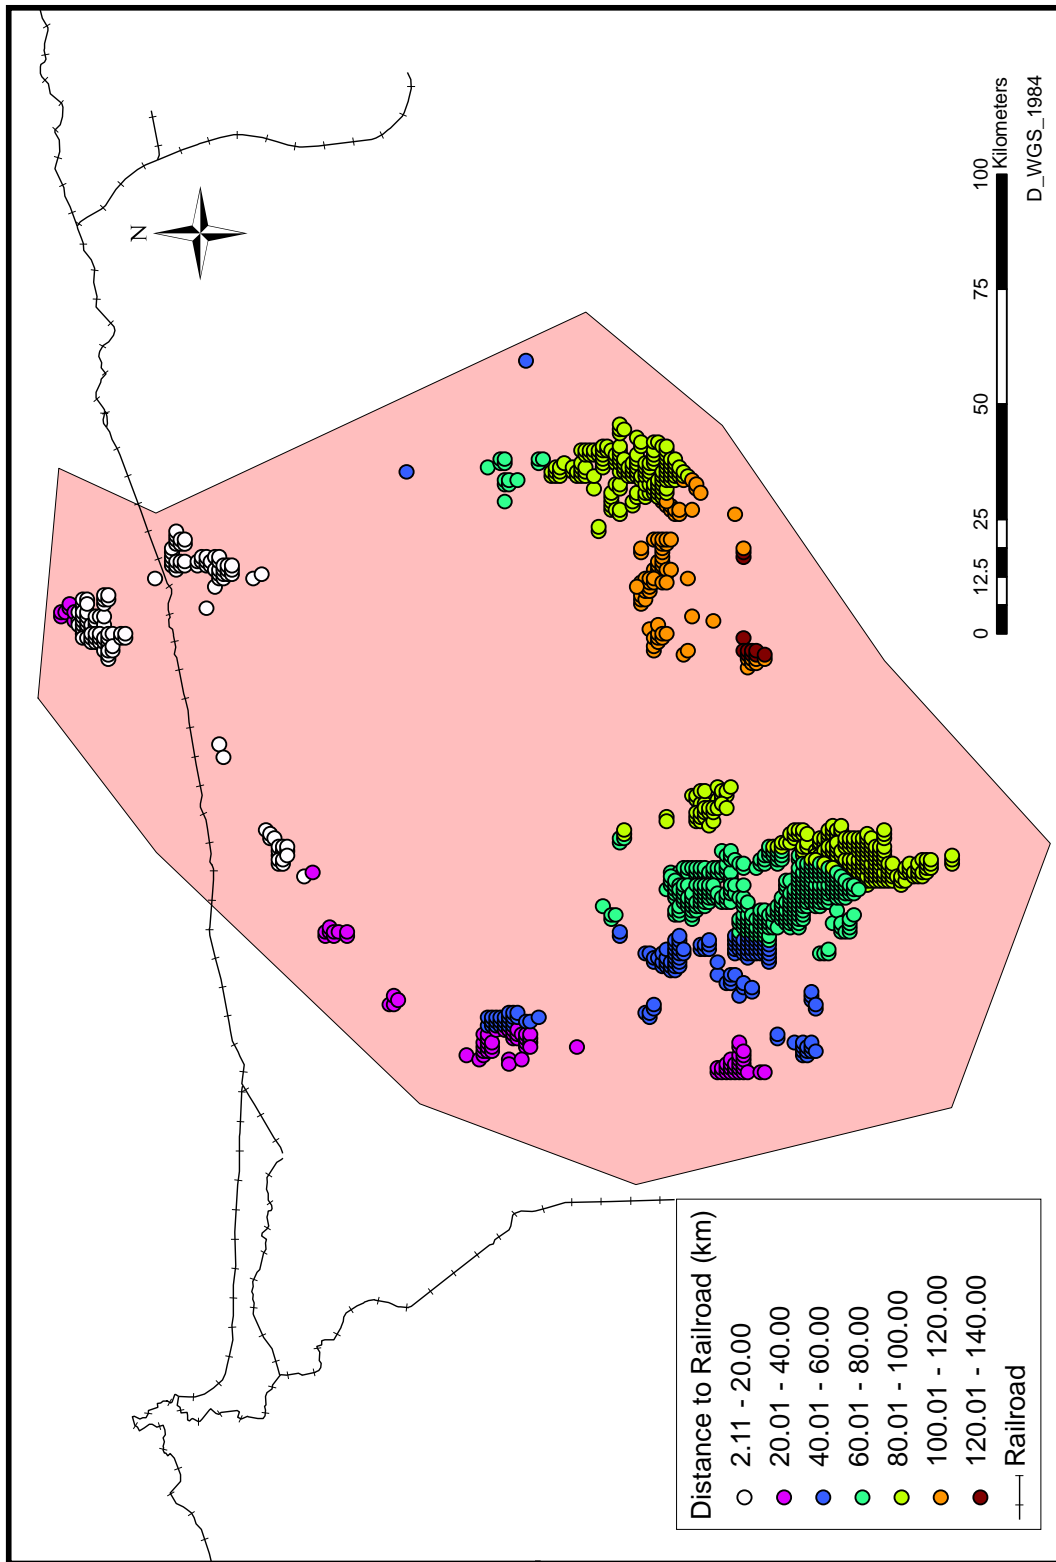 N
0 12.5 25 50 75 100
Kilometers
D_WGS_1984
Distance to Railroad (km)
2.11 - 20.00
20.01 - 40.00
40.01 - 60.00
60.01 - 80.00
80.01 - 100.00
100.01 - 120.00
120.01 - 140.00
Railroad